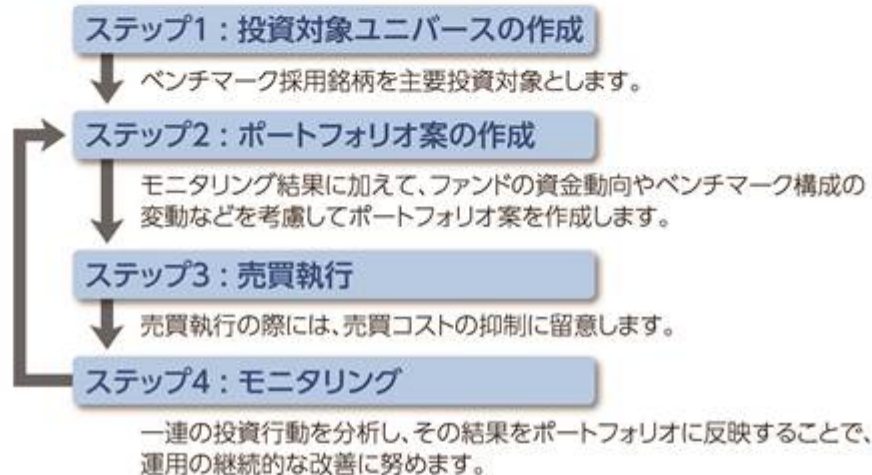 ステップ1：投資対象ユニバースの作成
ベンチマーク採用銘柄を主要投資対象とします。
ステップ2：ポートフォリオ案の作成
モニタリング結果に加えて、ファンドの資金動向やベンチマーク構成の
変動などを考慮してポートフォリオ案を作成します。
ステップ3：売買執行
売買執行の際には、売買コストの抑制に留意します。
ステップ4：モニタリング
一連の投資行動を分析し、その結果をポートフォリオに反映することで、
運用の継続的な改善に努めます。